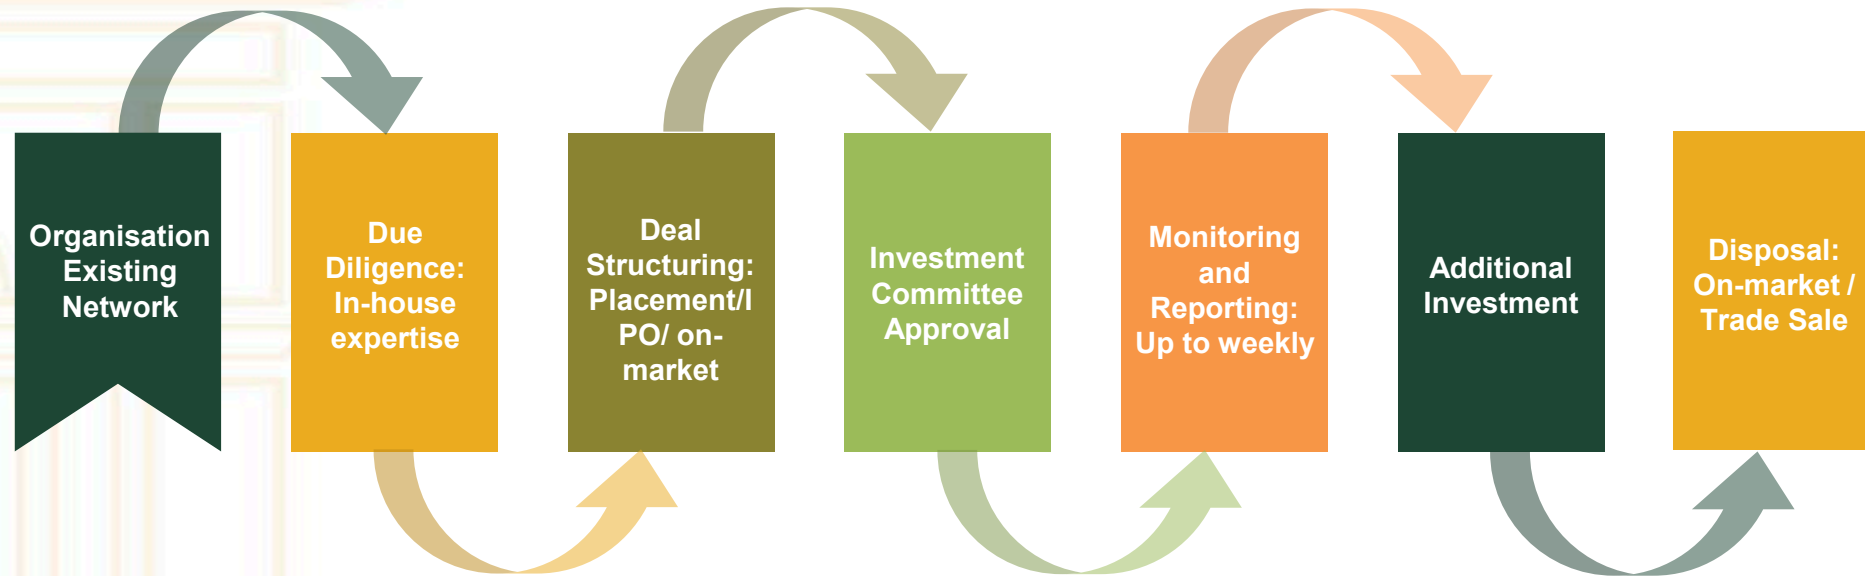 Organisation
Existing
Network
Due
Diligence:
In-house
expertise
Deal
Structuring:
Placement/I
PO/ on-
market
Investment
Committee
Approval
Monitoring
and
Reporting:
Up to weekly
Additional
Investment
Disposal:
On-market /
Trade Sale